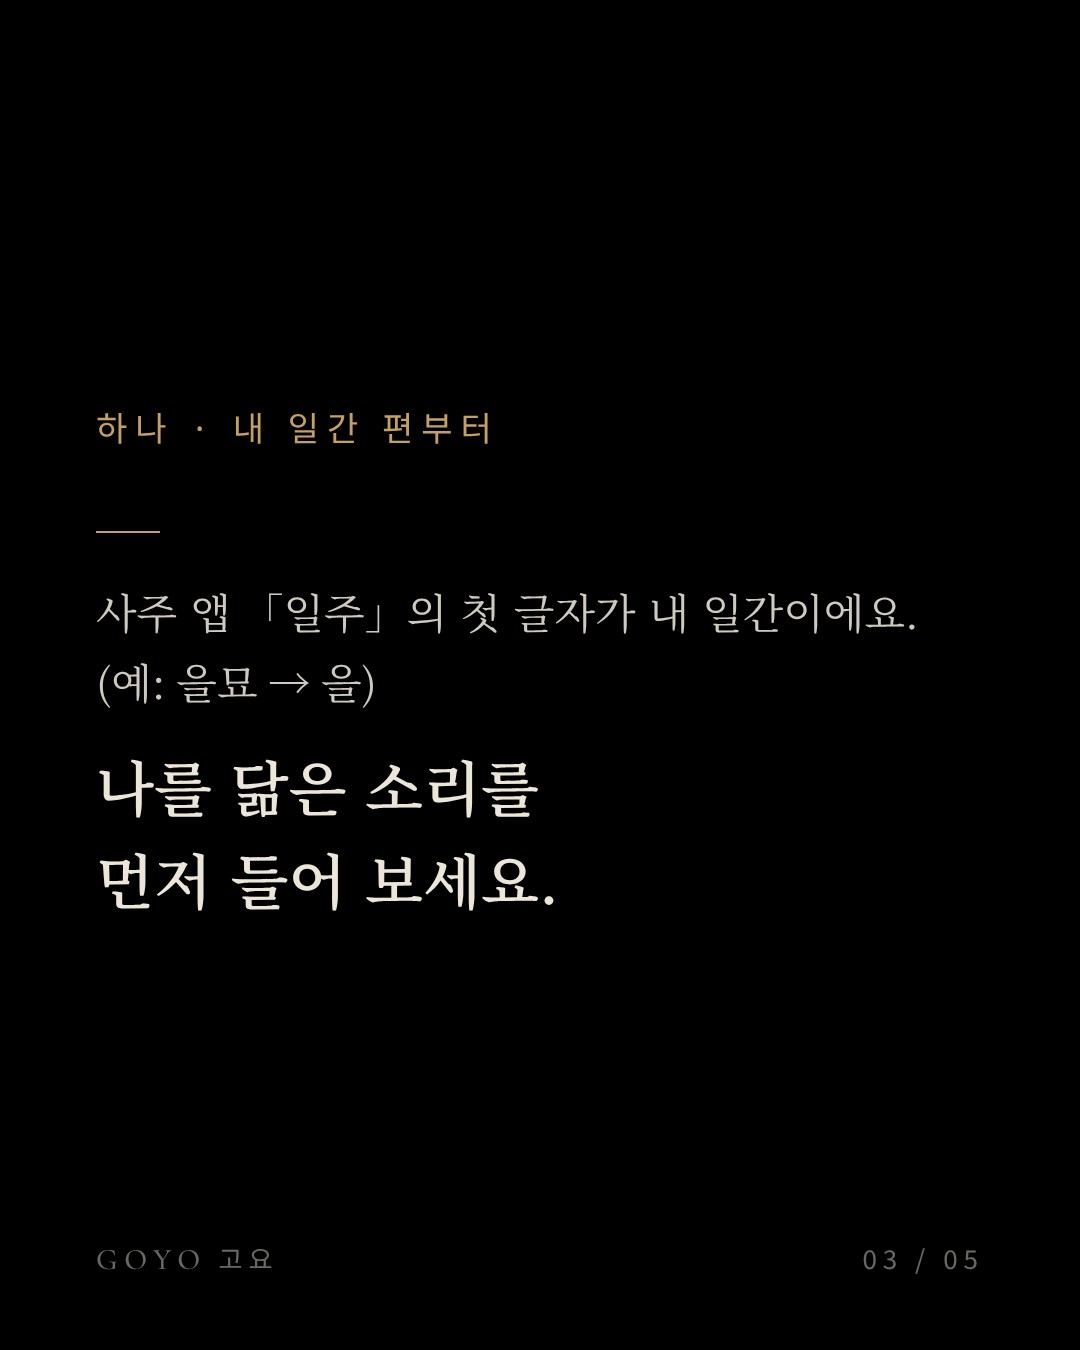 하나 · 내 일간 편부터
사주 앱 「일주」의 첫 글자가 내 일간이에요.
(예: 을묘 → 을)
나를 닮은 소리를
먼저 들어 보세요.
GOYO 고요
03 / 05